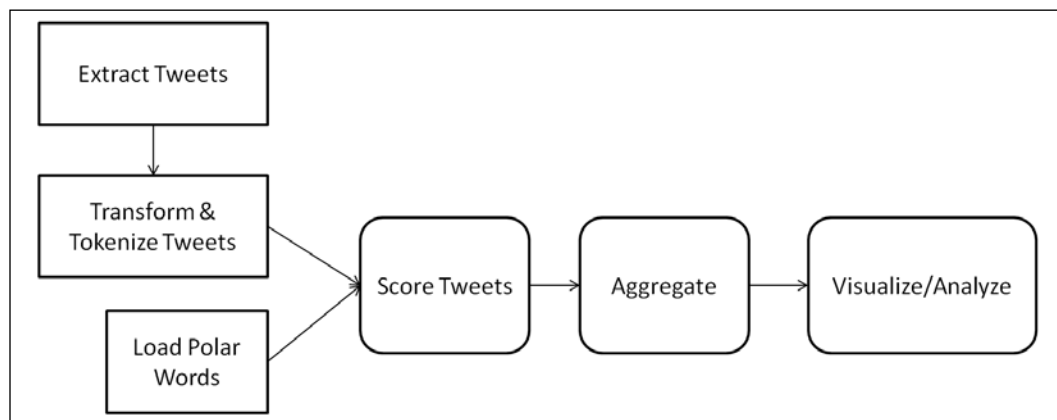 Extract Tweets
Transform &
Tokenize Tweets
Load Polar
Words
Score Tweets
Aggregate
Visualize/Analyze